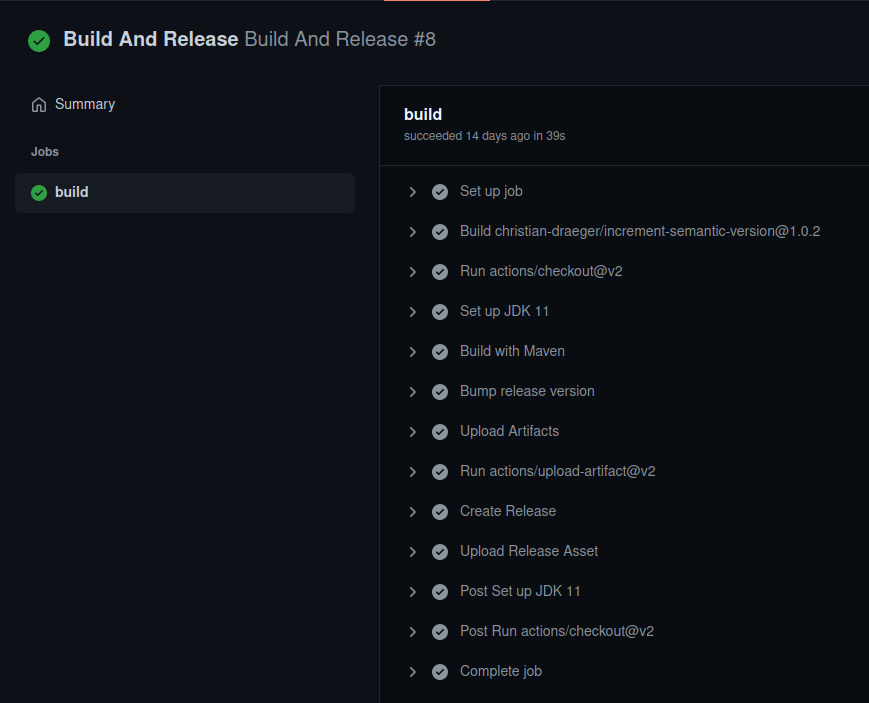 Build And Release Build And Release #8
Summary
Jobs
build
build
succeeded 14 days ago in 39s
Set up job
Build christian-draeger/increment-semantic-version@1.0.2
Run actions/checkout@v2
Set up JDK 11
Build with Maven
Bump release version
Upload Artifacts
Run actions/upload-artifact@v2
Create Release
Upload Release Asset
Post Set up JDK 11
Post Run actions/checkout@v2
Complete job